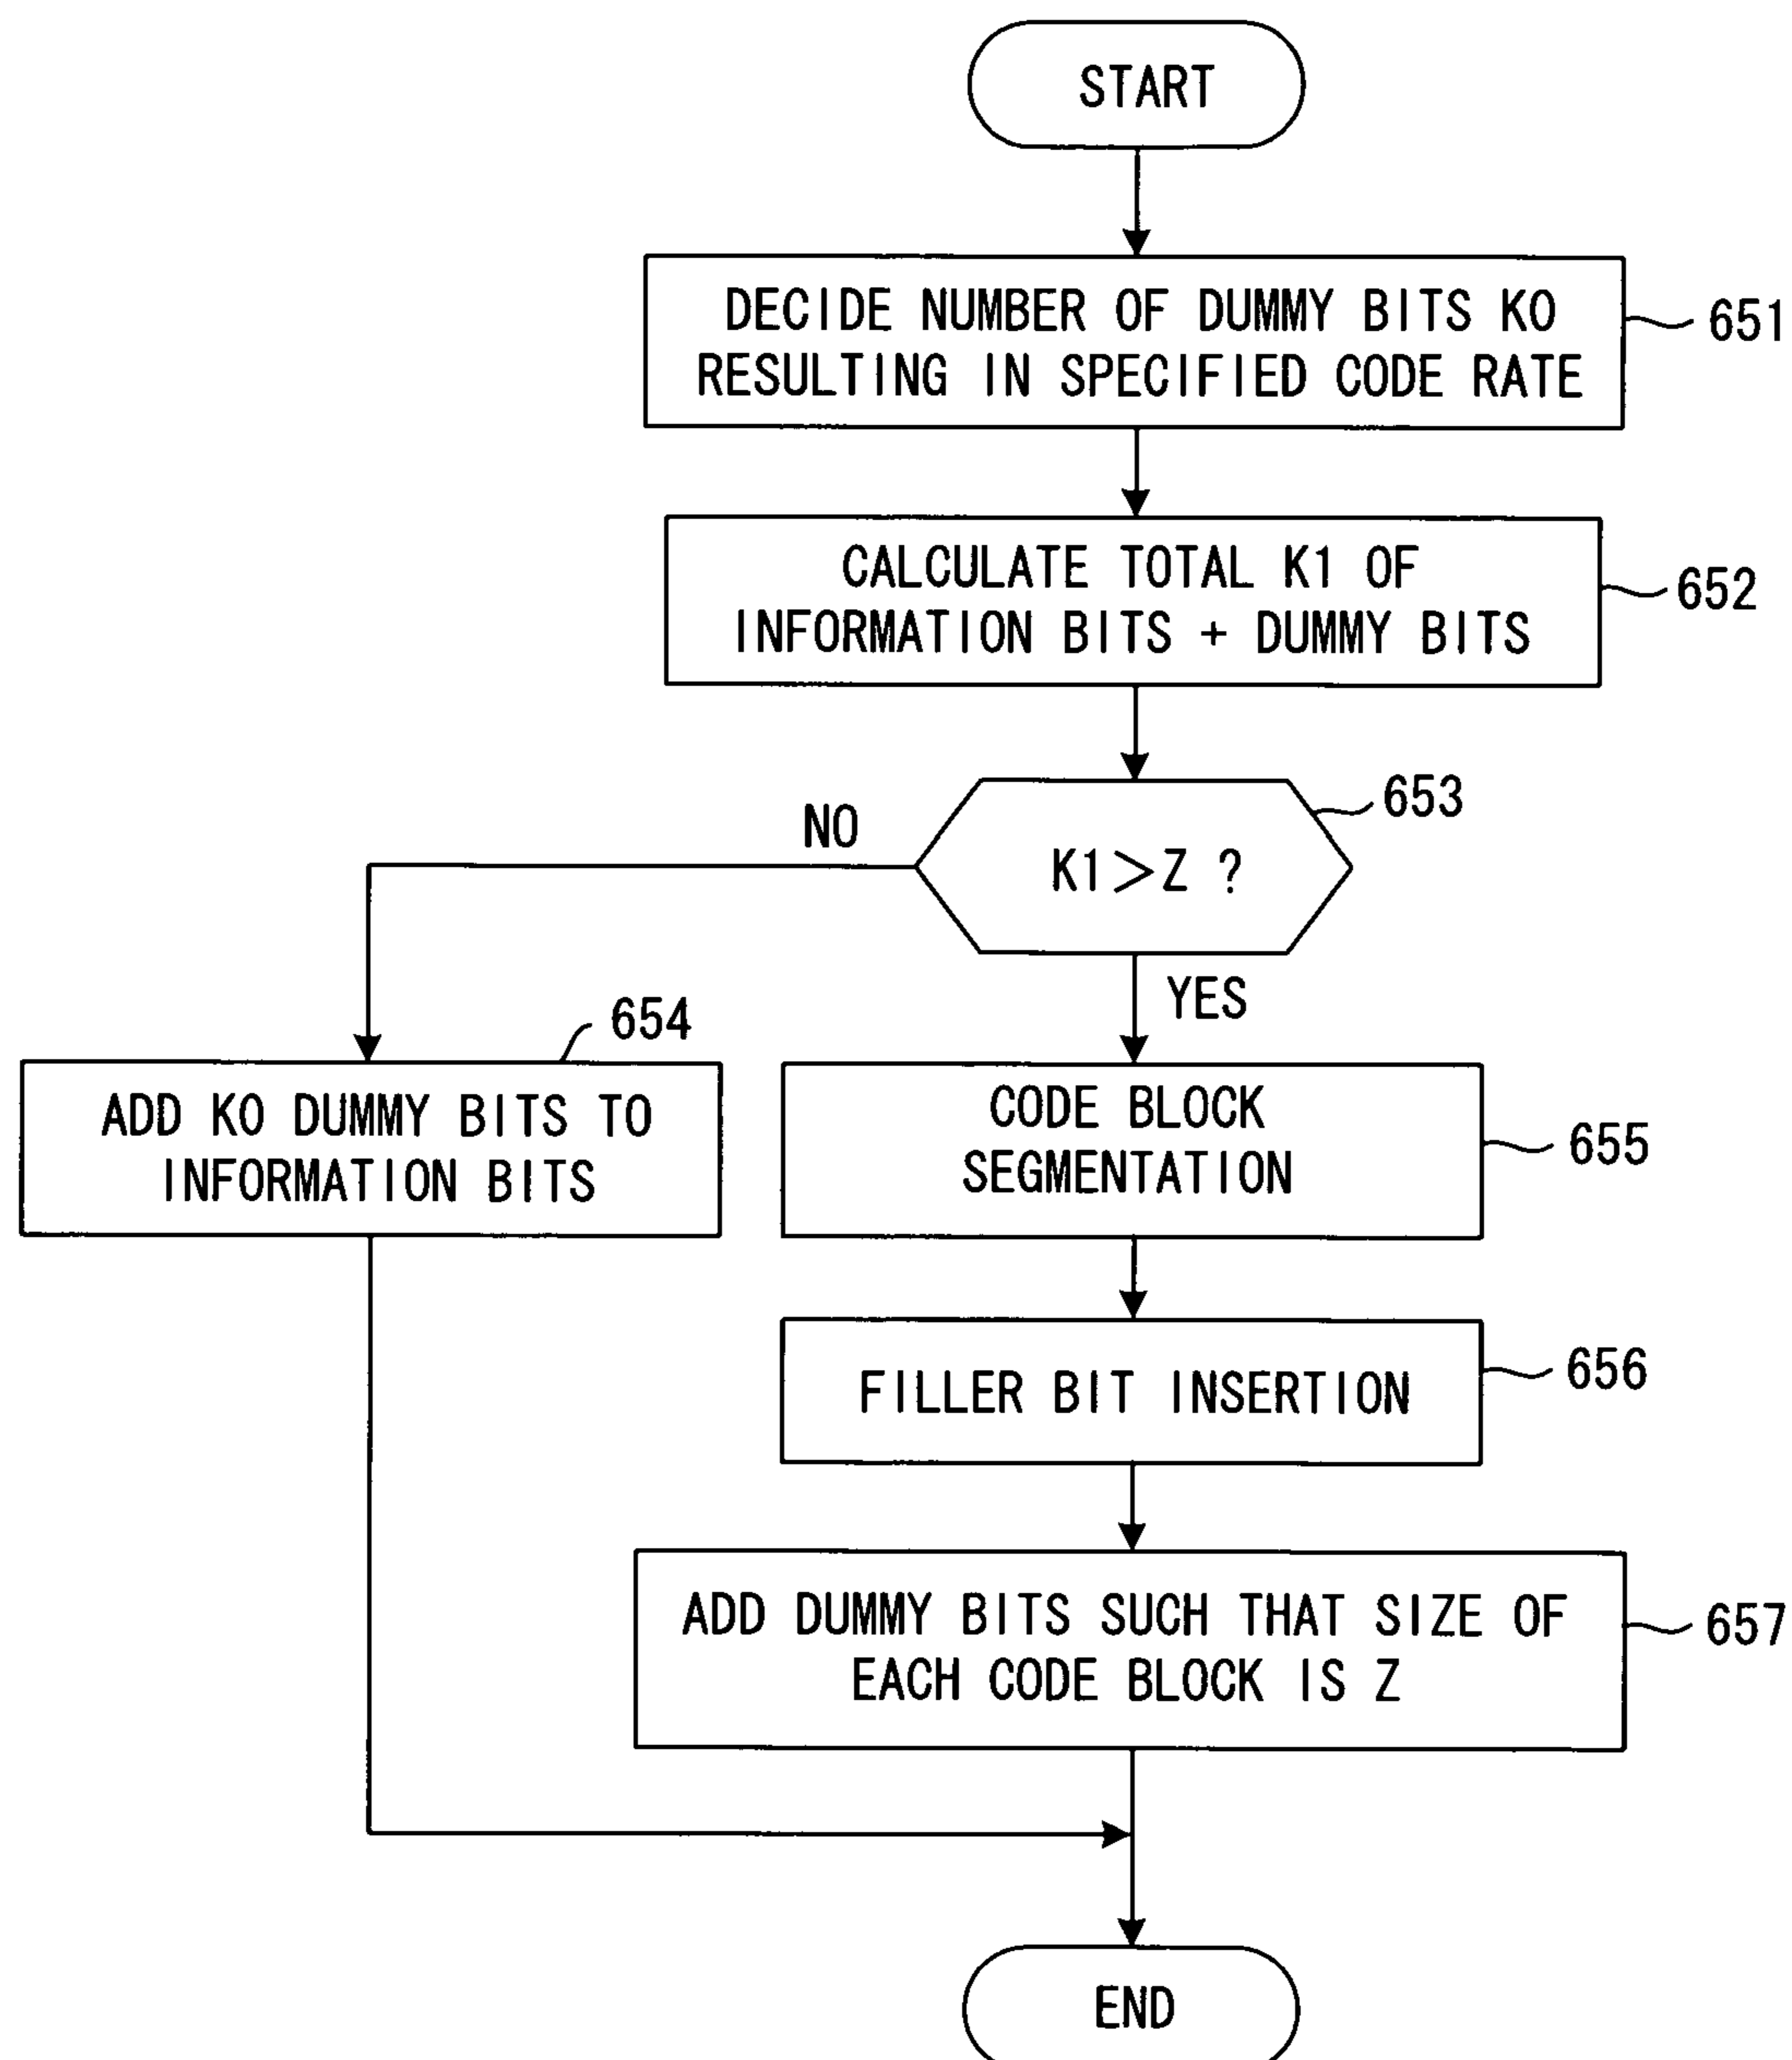 START
DECIDE NUMBER OF DUMMY BITS K0
RESULTING IN SPECIFIED CODE RATE
651
CALCULATE TOTAL K1 OF
INFORMATION BITS + DUMMY BITS
652
653
NO
K1>Z ?
YES
654
ADD K0 DUMMY BITS TO
INFORMATION BITS
CODE BLOCK
SEGMENTATION
655
FILLER BIT INSERTION
656
ADD DUMMY BITS SUCH THAT SIZE OF
EACH CODE BLOCK IS Z
657
END